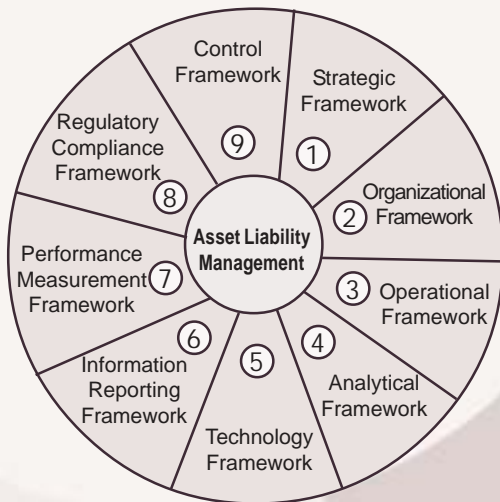 Asset Liability
Management
Strategic
Framework
1
Organizational
Framework
2
Operational
Framework
3
Analytical
Framework
4
Technology
Framework
5
Information
Reporting
Framework
6
Performance
Measurement
Framework
7
Regulatory
Compliance
Framework
8
Control
Framework
9